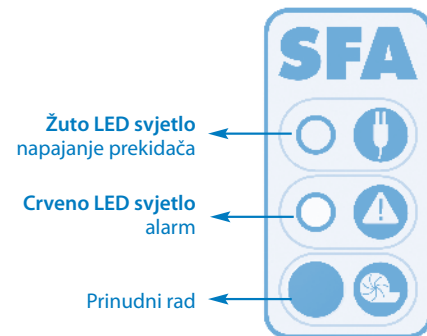 SFA
Žuto LED svjetlo
napajanje prekidača
Crveno LED svjetlo
alarm
Prinudni rad